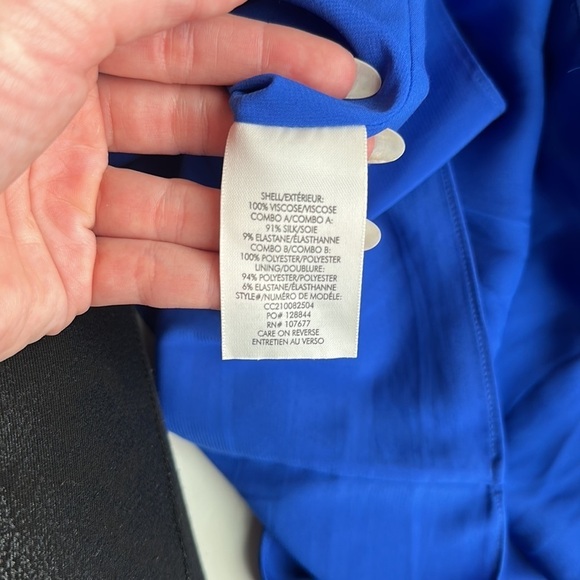 SHELL/EXTÉRIEUR:
100% VISCOSE/VISCOSE
COMBO A/COMBO A:
91% SILK/SOIE
9% ELASTANE/ÉLASTHANNE
COMBO B/COMBO B:
100% POLYESTER/POLYESTER
LINING/DOUBLURE:
94% POLYESTER/POLYESTER
6% ELASTANE/ÉLASTHANNE
STYLE#/NUMÉRO DE MODÈLE:
CC210082504
PO# 128844
RN# 107677
CARE ON REVERSE
ENTRETIEN AU VERSO